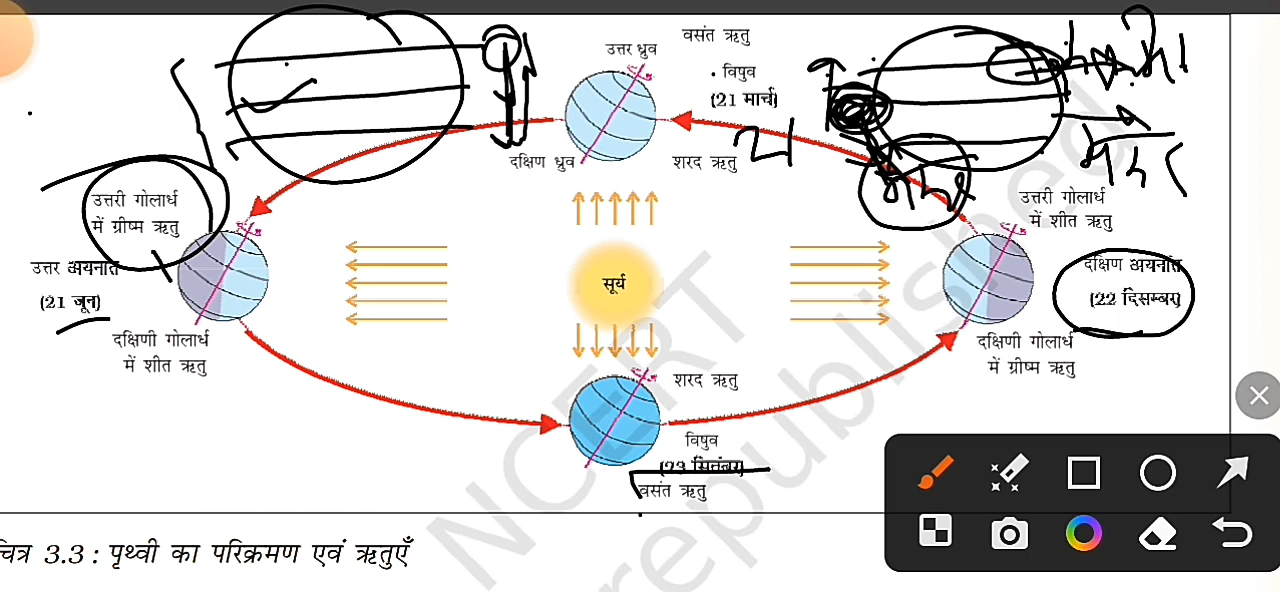 उत्तर ध्रुव
वसंत ऋतु
विषुव
(21 मार्च)
दक्षिण ध्रुव
शरद ऋतु
21
उत्तरी गोलार्ध
में ग्रीष्म ऋतु
उत्तर अयनांत
(21 जून)
दक्षिणी गोलार्ध
में शीत ऋतु
सूर्य
उत्तरी गोलार्ध
में शीत ऋतु
दक्षिण अयनांत
(22 दिसम्बर)
दक्षिणी गोलार्ध
में ग्रीष्म ऋतु
शरद ऋतु
विषुव
(23 सितंबर)
वसंत ऋतु
NCERT
republished
चित्र 3.3 : पृथ्वी का परिक्रमण एवं ऋतुएँ